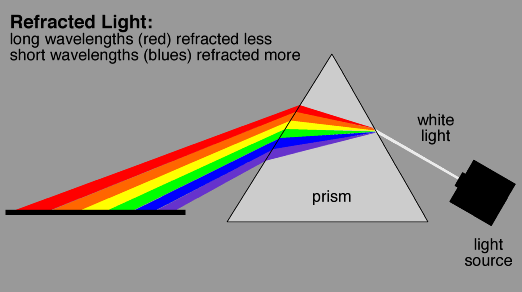 Refracted Light:
long wavelengths (red) refracted less
short wavelengths (blues) refracted more
white
light
prism
light
source